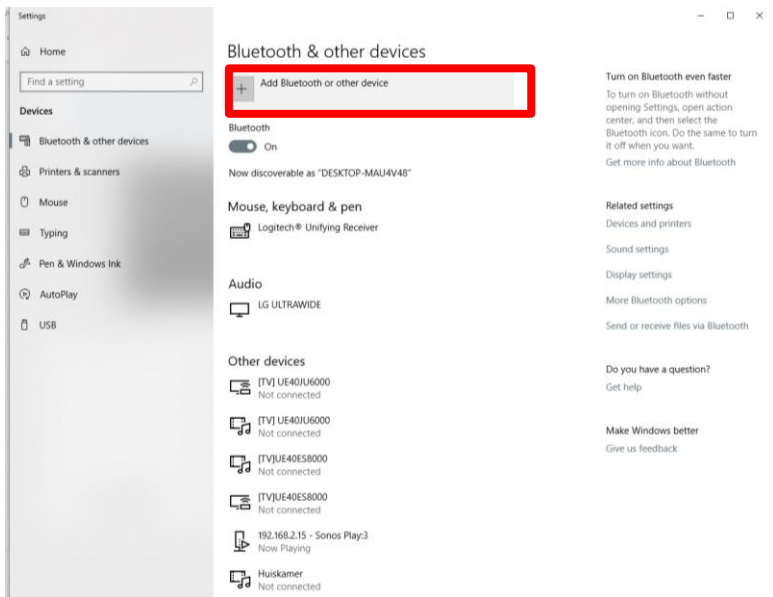 Settings
Home
Find a setting
Devices
Bluetooth & other devices
Printers & scanners
Mouse
Typing
Pen & Windows Ink
AutoPlay
USB
Bluetooth & other devices
Add Bluetooth or other device
Bluetooth
On
Now discoverable as "DESKTOP-MAU4V48"
Mouse, keyboard & pen
Logitech® Unifying Receiver
Audio
LG ULTRAWIDE
Other devices
[TV] UE40JU6000
Not connected
[TV] UE40JU6000
Not connected
[TV]UE40ES8000
Not connected
[TV]UE40ES8000
Not connected
192.168.2.15 - Sonos Play:3
Now Playing
Huiskamer
Not connected
Turn on Bluetooth even faster
To turn on Bluetooth without
opening Settings, open action
center, and then select the
Bluetooth icon. Do the same to turn
it off when you want.
Get more info about Bluetooth
Related settings
Devices and printers
Sound settings
Display settings
More Bluetooth options
Send or receive files via Bluetooth
Do you have a question?
Get help
Make Windows better
Give us feedback